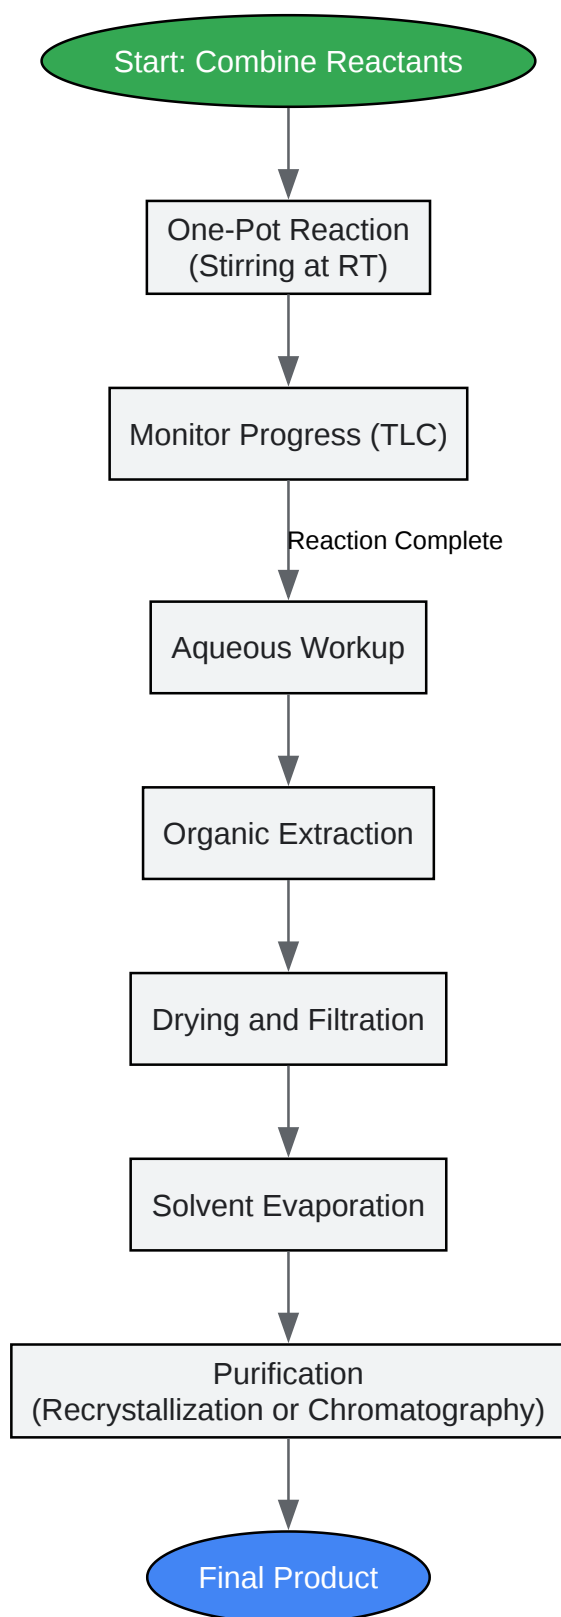 Start: Combine Reactants
One-Pot Reaction
(Stirring at RT)
Monitor Progress (TLC)
Reaction Complete
Aqueous Workup
Organic Extraction
Drying and Filtration
Solvent Evaporation
Purification
(Recrystallization or Chromatography)
Final Product